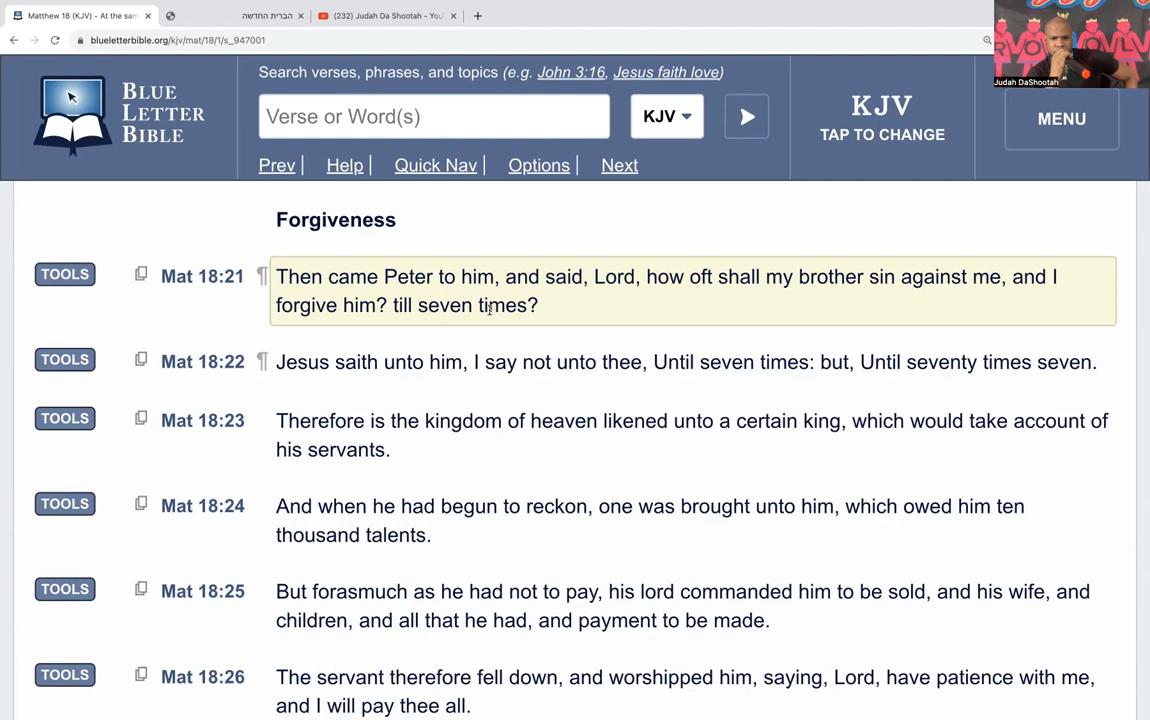 Matthew 18 (KJV) - At the sam
הברית החדשה
(232) Judah Da Shootah - You
blueletterbible.org/kjv/mat/18/1/s_947001
Judah DaShootah
BLUE
LETTER
BIBLE
Search verses, phrases, and topics (e.g. John 3:16, Jesus faith love)
Verse or Word(s)
KJV
KJV
TAP TO CHANGE
MENU
Prev | Help | Quick Nav | Options | Next
Forgiveness
TOOLS Mat 18:21 ¶ Then came Peter to him, and said, Lord, how oft shall my brother sin against me, and I
forgive him? till seven times?
TOOLS Mat 18:22 ¶ Jesus saith unto him, I say not unto thee, Until seven times: but, Until seventy times seven.
TOOLS Mat 18:23 Therefore is the kingdom of heaven likened unto a certain king, which would take account of
his servants.
TOOLS Mat 18:24 And when he had begun to reckon, one was brought unto him, which owed him ten
thousand talents.
TOOLS Mat 18:25 But forasmuch as he had not to pay, his lord commanded him to be sold, and his wife, and
children, and all that he had, and payment to be made.
TOOLS Mat 18:26 The servant therefore fell down, and worshipped him, saying, Lord, have patience with me,
and I will pay thee all.